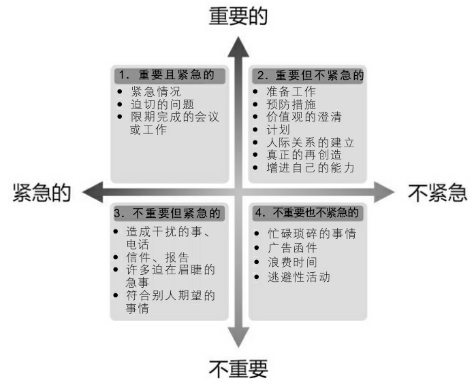 重要的
1. 重要且紧急的
• 紧急情况
• 迫切的问题
• 限期完成的会议
或工作
2. 重要但不紧急的
• 准备工作
• 预防措施
• 价值观的澄清
• 计划
• 人际关系的建立
• 真正的再创造
• 增进自己的能力
紧急的
不紧急
3. 不重要但紧急的
• 造成干扰的事、
电话
• 信件、报告
• 许多迫在眉睫的
急事
• 符合别人期望的
事情
4. 不重要也不紧急的
• 忙碌琐碎的事情
• 广告函件
• 浪费时间
• 逃避性活动
不重要